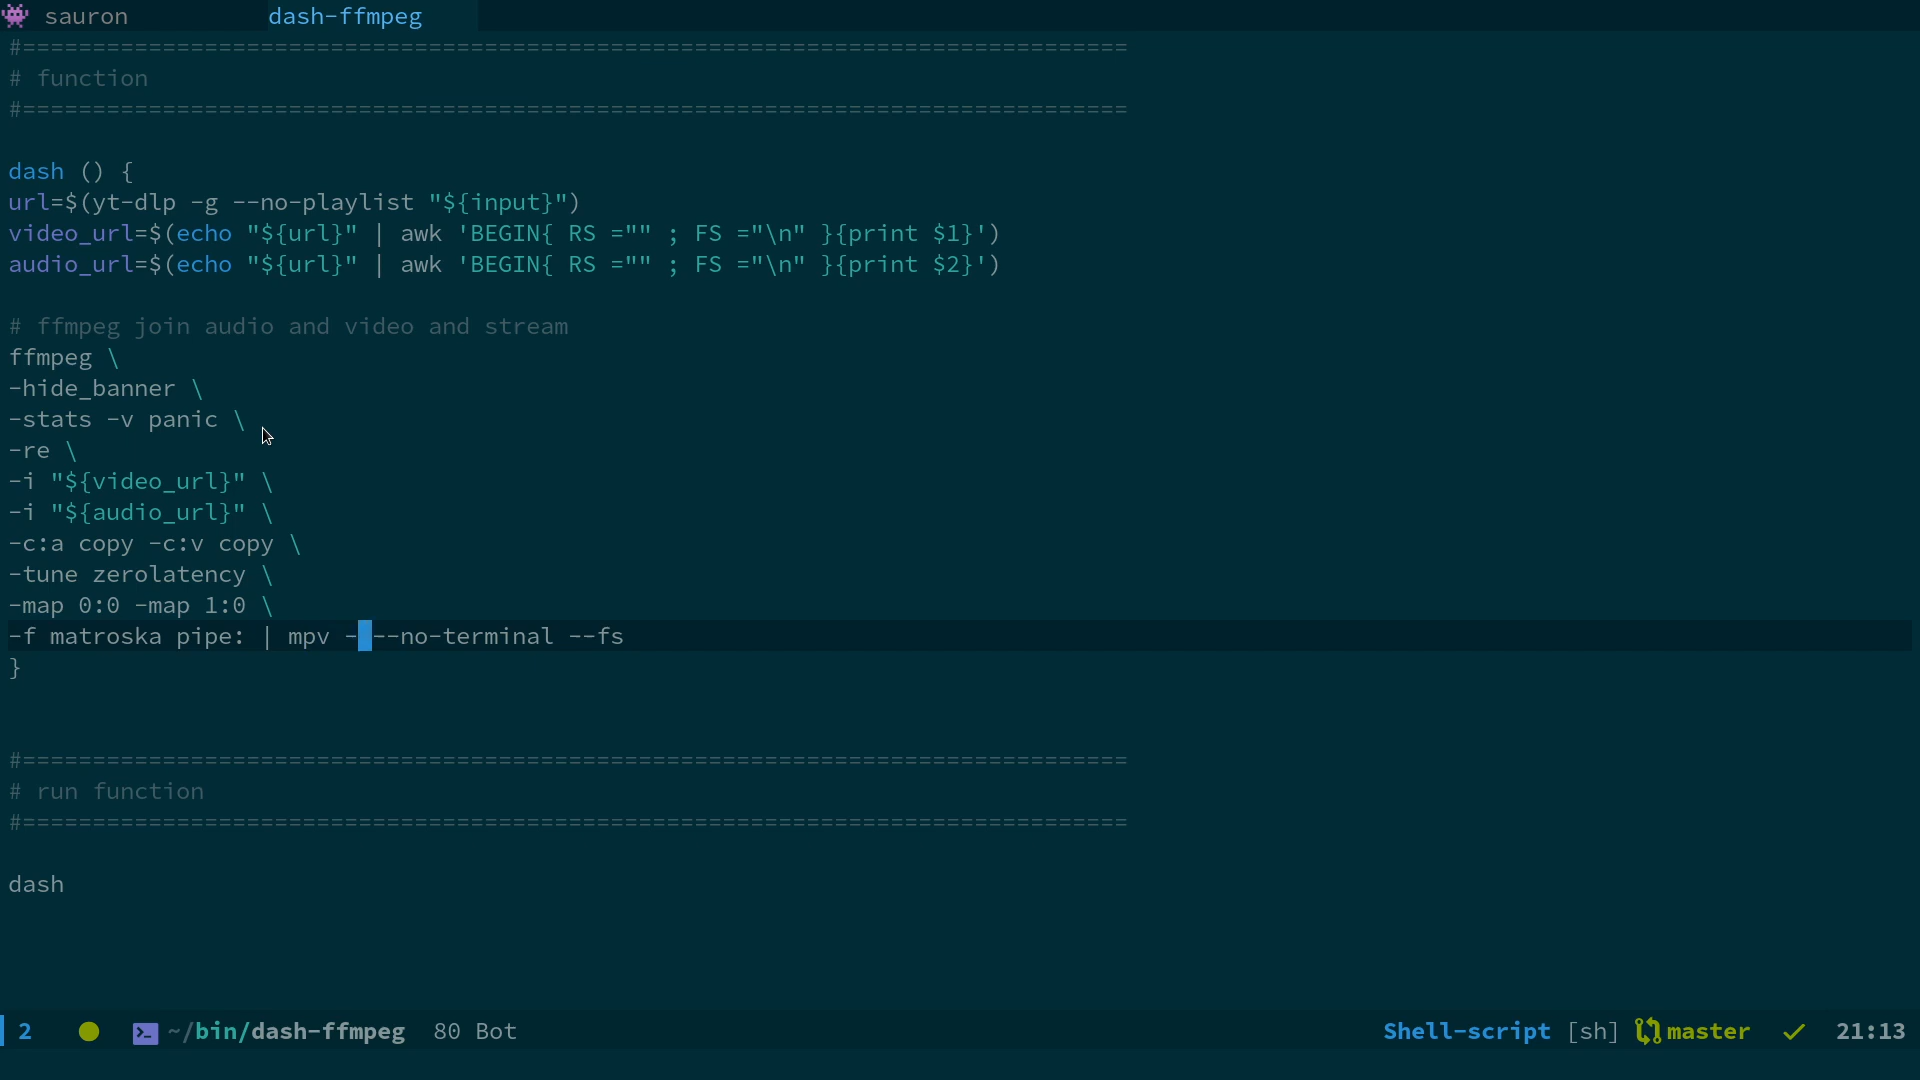 sauron dash-ffmpeg
#===============================================================================
# function
#===============================================================================
dash () {
url=$(yt-dlp -g --no-playlist "${input}")
video_url=$(echo "${url}" | awk 'BEGIN{ RS ="" ; FS ="\n" }{print $1}')
audio_url=$(echo "${url}" | awk 'BEGIN{ RS ="" ; FS ="\n" }{print $2}')
# ffmpeg join audio and video and stream
ffmpeg \
-hide_banner \
-stats -v panic \
-re \
-i "${video_url}" \
-i "${audio_url}" \
-c:a copy -c:v copy \
-tune zerolatency \
-map 0:0 -map 1:0 \
-f matroska pipe: | mpv - --no-terminal --fs
}
#===============================================================================
# run function
#===============================================================================
dash
2 ~/bin/dash-ffmpeg 80 Bot Shell-script [sh] master 21:13